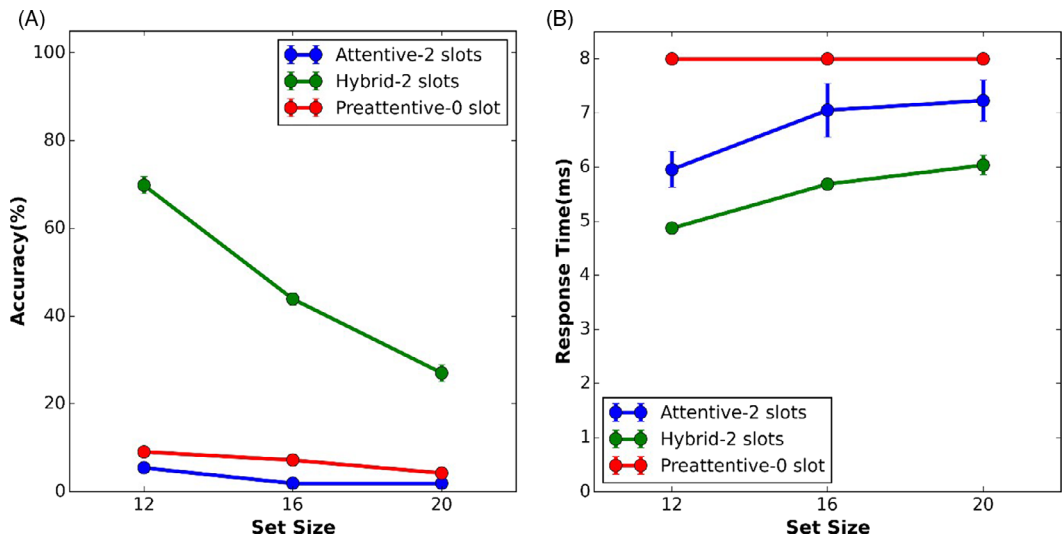 (A)
100
80
60
40
20
0
Accuracy(%)
12
16
20
Set Size
Attentive-2 slots
Hybrid-2 slots
Preattentive-0 slot
(B)
8
7
6
5
4
3
2
1
0
Response Time(ms)
12
16
20
Set Size
Attentive-2 slots
Hybrid-2 slots
Preattentive-0 slot